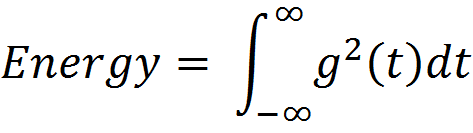 Energy = ∫_{-∞}^{∞} g²(t)dt